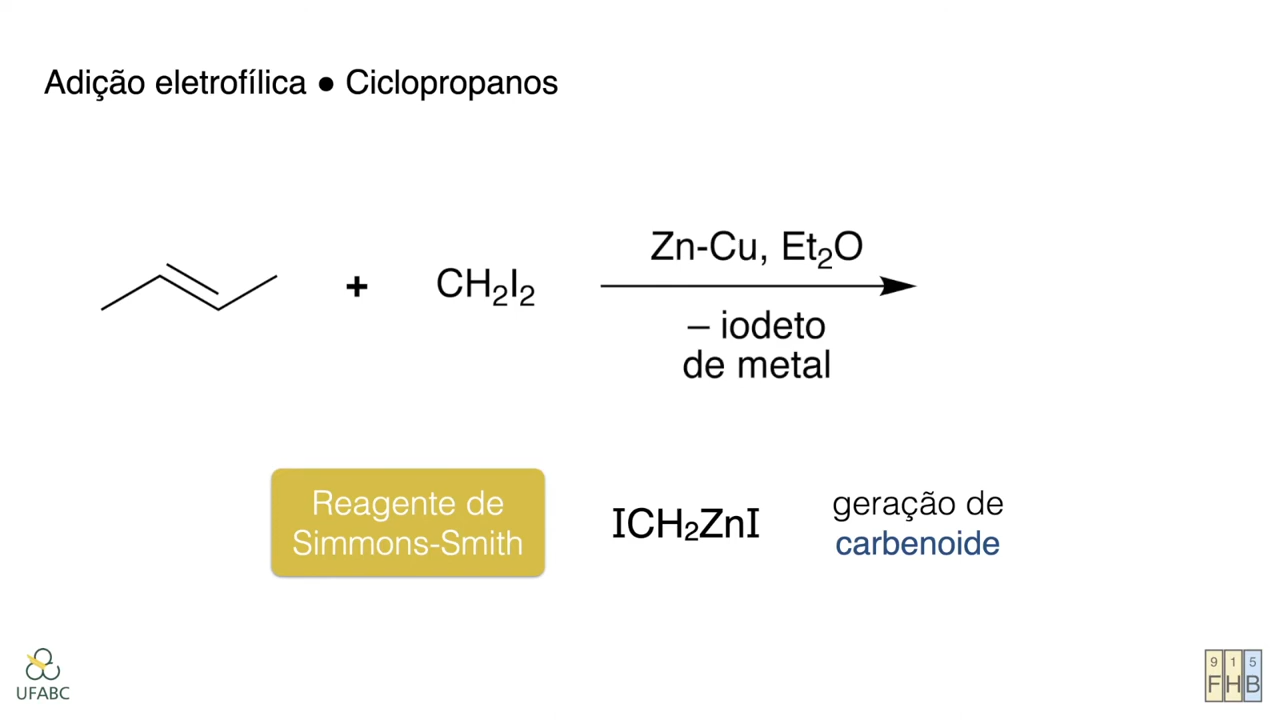 Adição eletrofílica ● Ciclopropanos
+ CH₂I₂
Zn-Cu, Et₂O
– iodeto
de metal
Reagente de
Simmons-Smith
ICH₂ZnI
geração de
carbenoide
UFABC
9 1 5
F H B